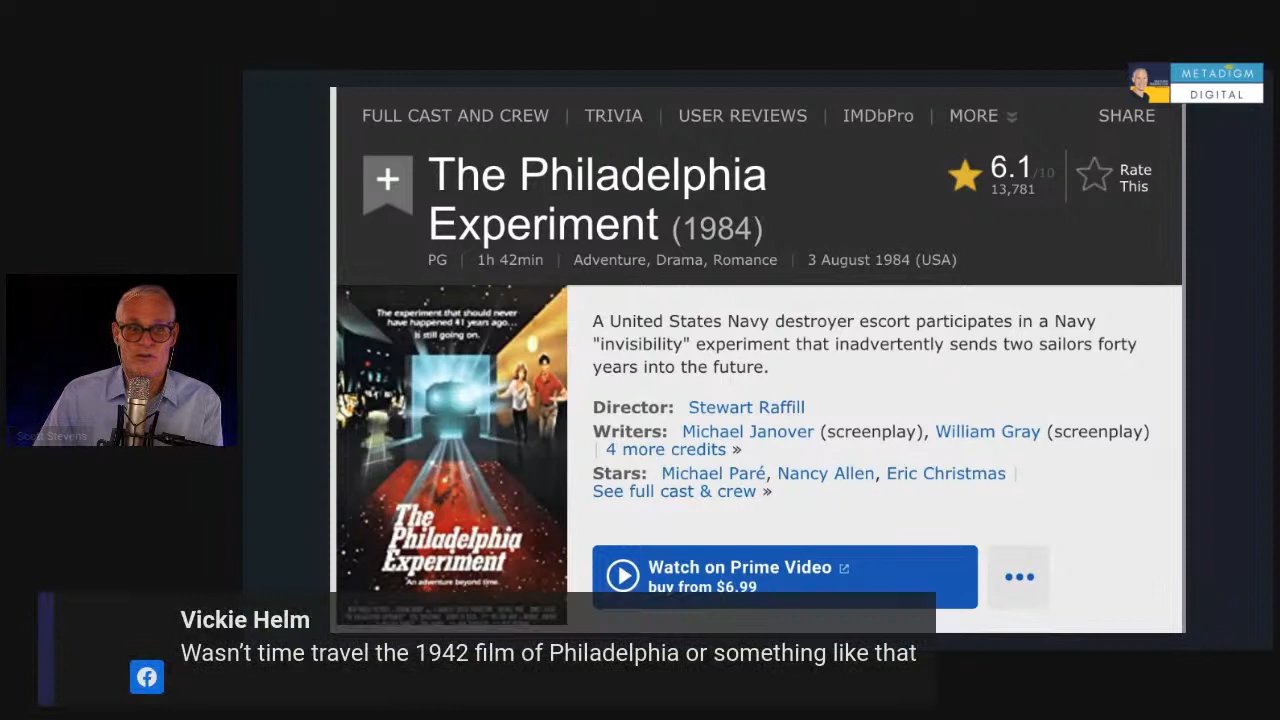 METADIGM
DIGITAL
FULL CAST AND CREW | TRIVIA | USER REVIEWS | IMDbPro | MORE SHARE
The Philadelphia
Experiment (1984)
6.1/10
13,781
Rate
This
PG | 1h 42min | Adventure, Drama, Romance | 3 August 1984 (USA)
The experiment that should never
have happened 41 years ago...
is still going on.
The
Philadelphia
Experiment
An adventure beyond time.
A United States Navy destroyer escort participates in a Navy
"invisibility" experiment that inadvertently sends two sailors forty
years into the future.
Director: Stewart Raffill
Writers: Michael Janover (screenplay), William Gray (screenplay)
| 4 more credits »
Stars: Michael Paré, Nancy Allen, Eric Christmas |
See full cast & crew »
Watch on Prime Video
buy from $6.99
Scott Stevens
Vickie Helm
Wasn’t time travel the 1942 film of Philadelphia or something like that